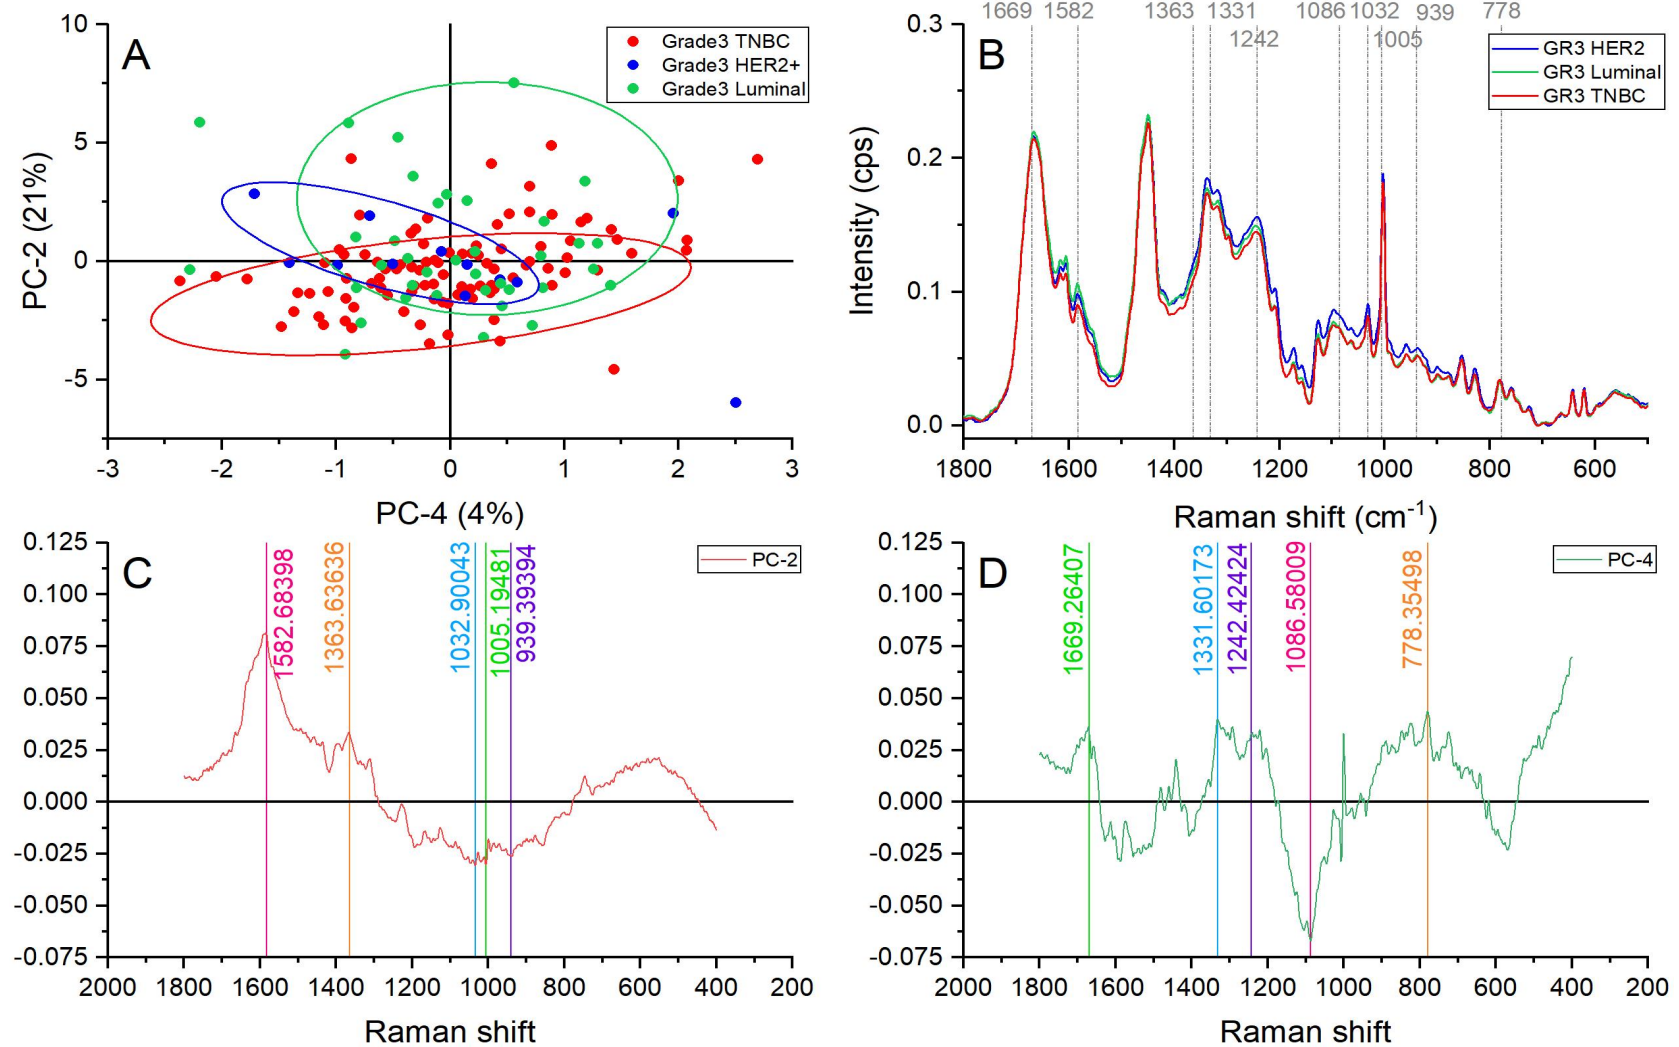 A
Grade3 TNBC
Grade3 HER2+
Grade3 Luminal
10
5
0
-5
PC-2 (21%)
-3 -2 -1 0 1 2 3
PC-4 (4%)
1669 1582 1363 1331 1086 1032 939 778
1242 1005
B
GR3 HER2
GR3 Luminal
GR3 TNBC
0.3
0.2
0.1
0.0
Intensity (cps)
1800 1600 1400 1200 1000 800 600
Raman shift (cm-1)
C
PC-2
0.125
0.100
0.075
0.050
0.025
0.000
-0.025
-0.050
-0.075
1582.68398
1363.63636
1032.90043
1005.19481
939.39394
2000 1800 1600 1400 1200 1000 800 600 400 200
Raman shift
D
PC-4
0.125
0.100
0.075
0.050
0.025
0.000
-0.025
-0.050
-0.075
1669.26407
1331.60173
1242.42424
1086.58009
778.35498
2000 1800 1600 1400 1200 1000 800 600 400 200
Raman shift